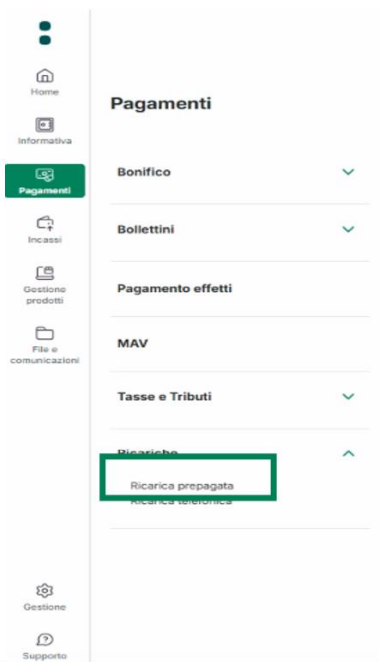 Home
Informativa
Pagamenti
Incassi
Gestione
prodotti
File e
comunicazioni
Gestione
Supporto
Pagamenti
Bonifico
Bollettini
Pagamento effetti
MAV
Tasse e Tributi
Ricariche
Ricarica prepagata
Ricarica telefonica